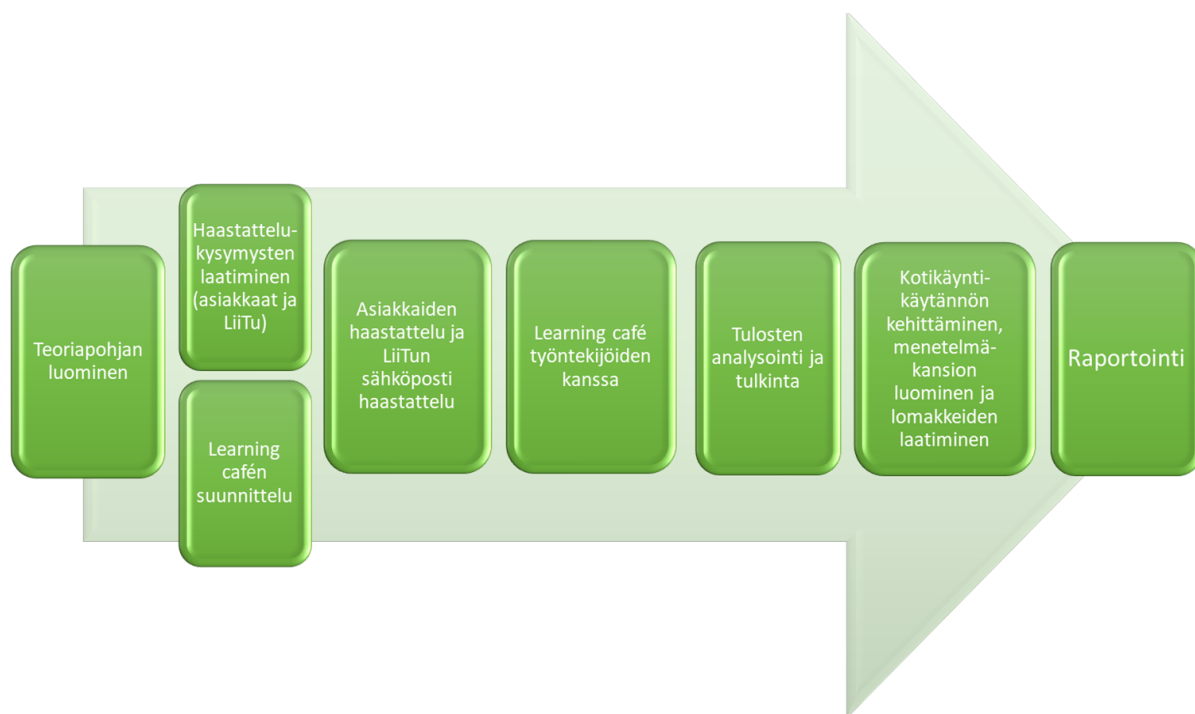 Teoriapohjan
luominen
Haastattelu-
kysymysten
laatiminen
(asiakkaat ja
LiiTu)
Learning
cafén
suunnittelu
Asiakkaiden
haastattelu ja
LiiTun
sähköposti
haastattelu
Learning café
työntekijöiden
kanssa
Tulosten
analysointi ja
tulkinta
Kotikäynti-
käytännön
kehittäminen,
menetelmä-
kansion
luominen ja
lomakkeiden
laatiminen
Raportointi